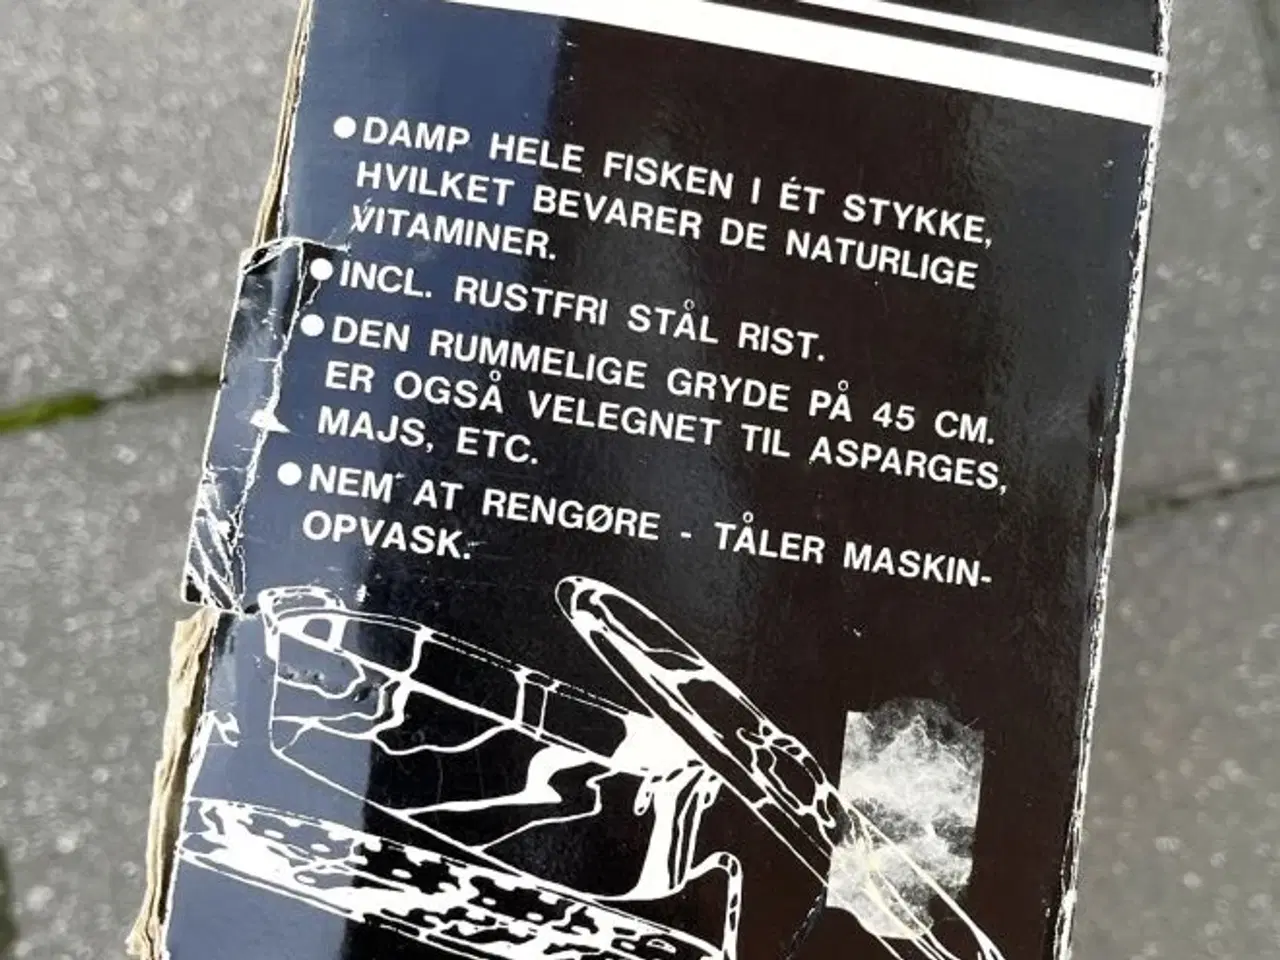 ● DAMP HELE FISKEN I ÉT STYKKE,
HVILKET BEVARER DE NATURLIGE
VITAMINER.
● INCL. RUSTFRI STÅL RIST.
● DEN RUMMELIGE GRYDE PÅ 45 CM.
ER OGSÅ VELEGNET TIL ASPARGES,
MAJS, ETC.
● NEM AT RENGØRE - TÅLER MASKIN-
OPVASK.